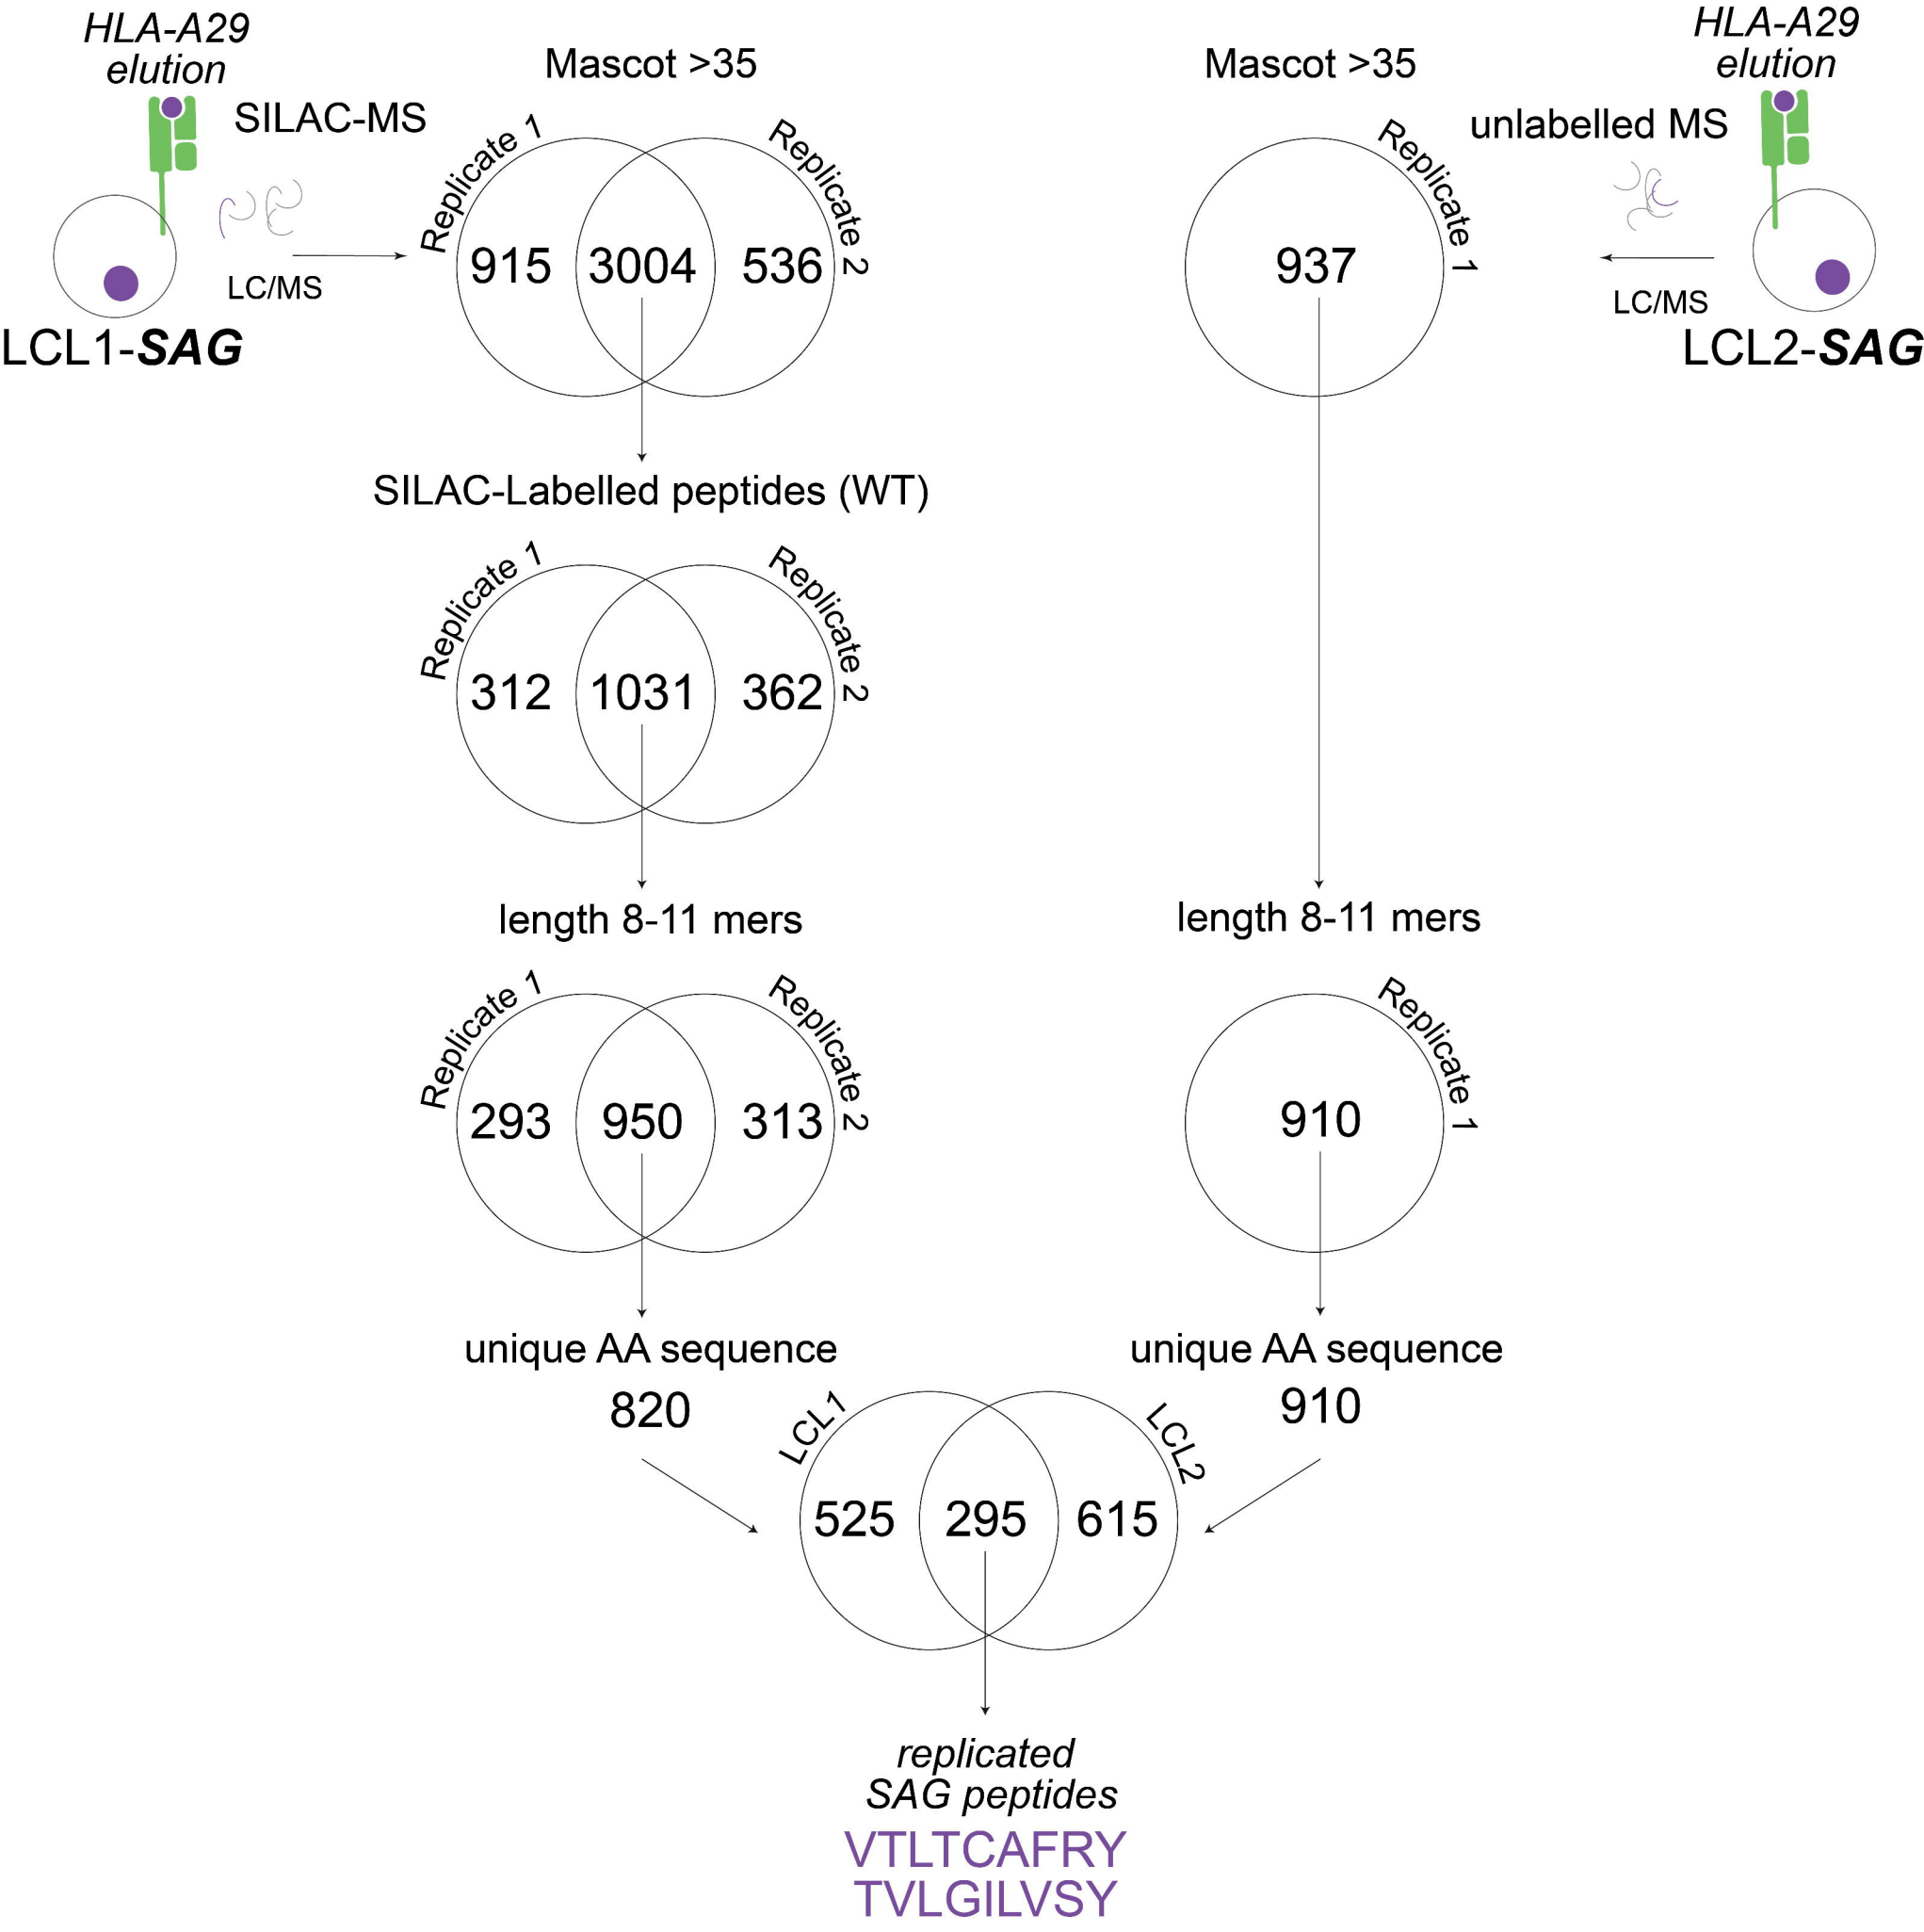 HLA-A29
elution
SILAC-MS
LC/MS
LCL1-SAG
Mascot >35
Replicate 1
Replicate 2
915 3004 536
Mascot >35
Replicate 1
937
HLA-A29
elution
unlabelled MS
LC/MS
LCL2-SAG
SILAC-Labelled peptides (WT)
Replicate 1
Replicate 2
312 1031 362
length 8-11 mers
length 8-11 mers
Replicate 1
Replicate 2
293 950 313
Replicate 1
910
unique AA sequence
820
unique AA sequence
910
LCL1
LCL2
525 295 615
replicated
SAG peptides
VTLTCAFRY
TVLGILVSY